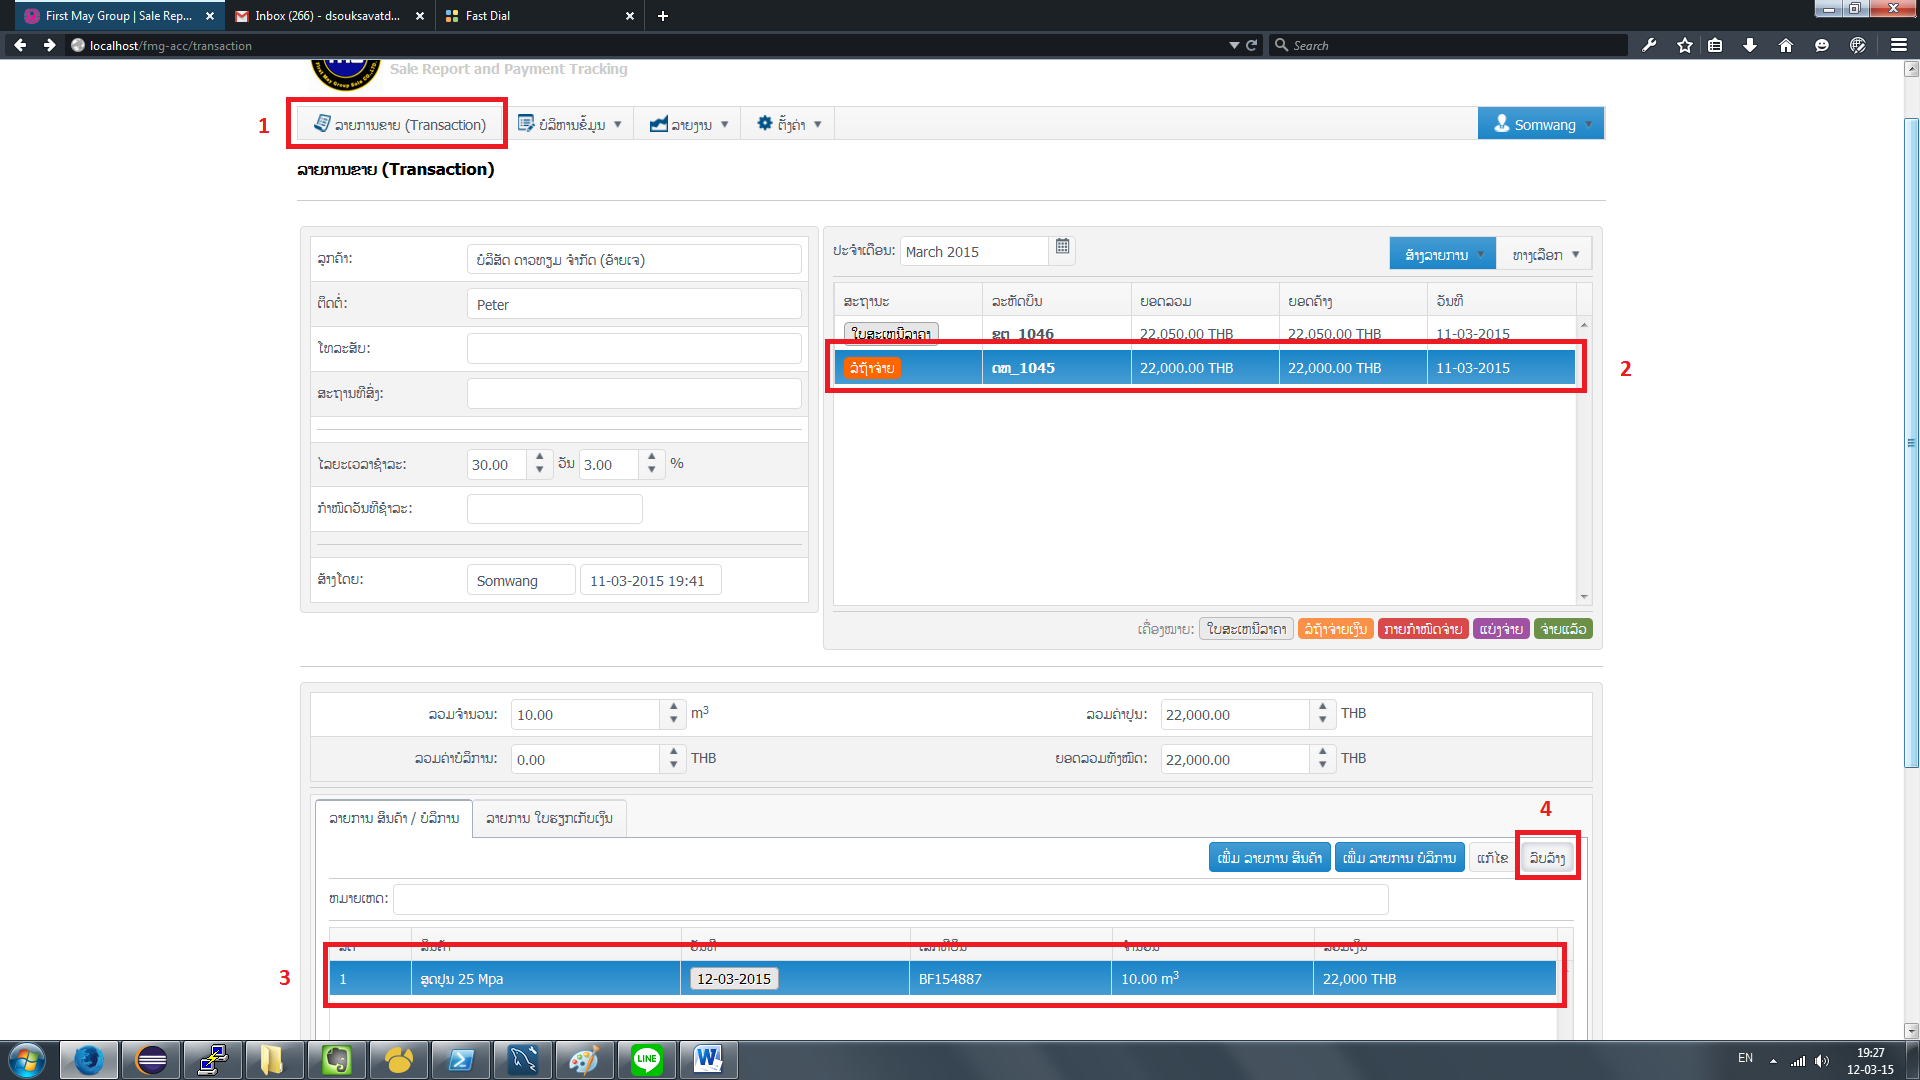 First May Group | Sale Rep...
Inbox (266) - dsouksavatd...
Fast Dial
localhost/fmg-acc/transaction
Search
Sale Report and Payment Tracking
1
ລາຍການຂາຍ (Transaction)
ບໍລິຫານຂໍ້ມູນ
ລາຍງານ
ຕັ້ງຄ່າ
Somwang
ລາຍການຂາຍ (Transaction)
ລູກຄ້າ: ບໍລິສັດ ດາວທຽມ ຈຳກັດ (ອ້າຍເຈ)
ຕິດຕໍ່: Peter
ໂທລະສັບ:
ສະຖານທີ່ສົ່ງ:
ໄລຍະເວລາຊຳລະ: 30.00 ວັນ 3.00 %
ກຳໜົດວັນທີຊຳລະ:
ສ້າງໂດຍ: Somwang 11-03-2015 19:41
ປະຈຳເດືອນ: March 2015
ສ້າງລາຍການ
ທາງເລືອກ
ສະຖານະ ລະຫັດບິນ ຍອດລວມ ຍອດຄ້າງ ວັນທີ
ໃບສະເໜີລາຄາ ຂຕ_1046 22,050.00 THB 22,050.00 THB 11-03-2015
ລໍຖ້າຈ່າຍ ດຫ_1045 22,000.00 THB 22,000.00 THB 11-03-2015
2
ເຄື່ອງໝາຍ: ໃບສະເໜີລາຄາ ລໍຖ້າຈ່າຍເງິນ ກາຍກຳໜົດຈ່າຍ ແບ່ງຈ່າຍ ຈ່າຍແລ້ວ
ລວມຈຳນວນ: 10.00 m3
ລວມຄ່າປູນ: 22,000.00 THB
ລວມຄ່າບໍລິການ: 0.00 THB
ຍອດລວມທັງໝົດ: 22,000.00 THB
ລາຍການ ສິນຄ້າ / ບໍລິການ
ລາຍການ ໃບຮຽກເກັບເງິນ
4
ເພີ່ມ ລາຍການ ສິນຄ້າ
ເພີ່ມ ລາຍການ ບໍລິການ
ແກ້ໄຂ
ລົບລ້າງ
ຫມາຍເຫດ:
ສິນຄ້າ ວັນທີ ເລກທີບິນ ຈຳນວນ ລວມເງິນ
3
1 ສູດປູນ 25 Mpa 12-03-2015 BF154887 10.00 m3 22,000 THB
LINE
EN
19:27
12-03-15